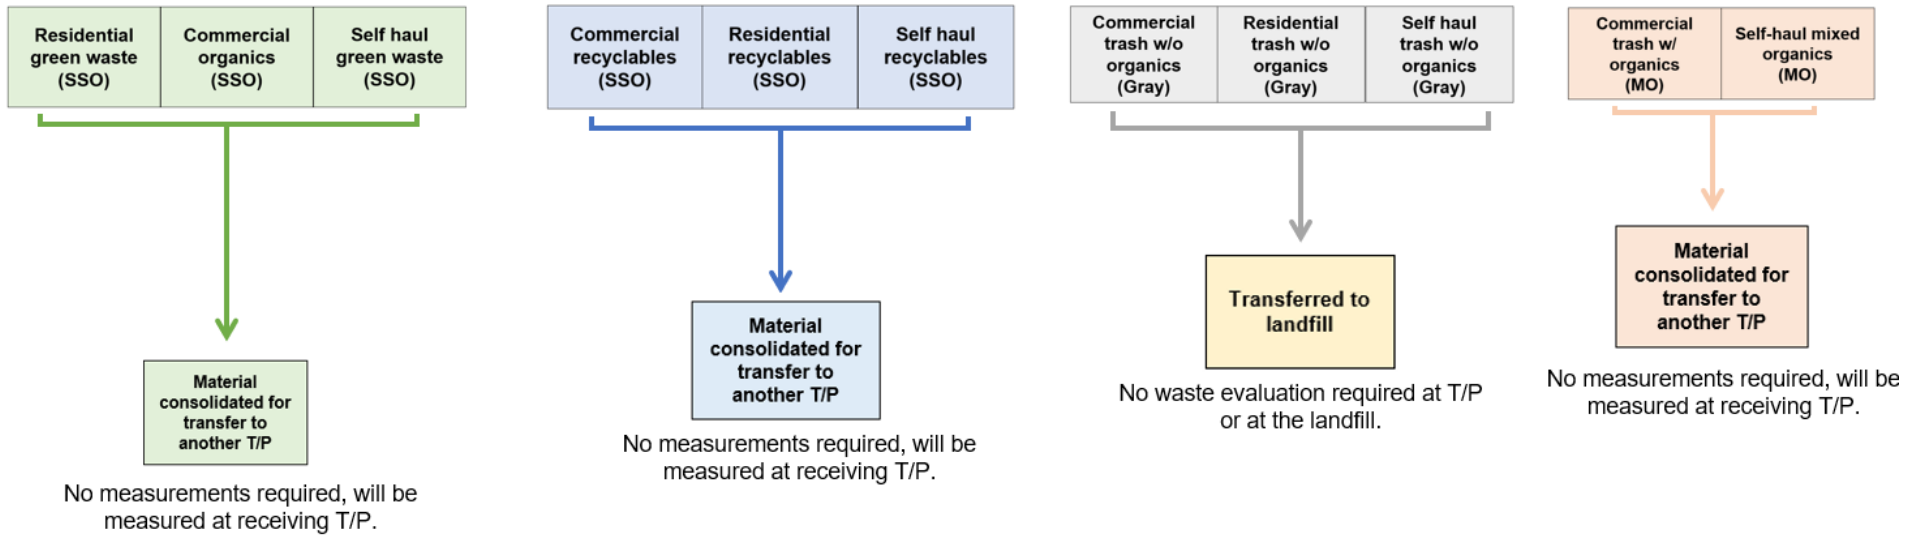 Residential
green waste
(SSO)
Commercial
organics
(SSO)
Self haul
green waste
(SSO)
Material
consolidated for
transfer to
another T/P
No measurements required, will be
measured at receiving T/P.
Commercial
recyclables
(SSO)
Residential
recyclables
(SSO)
Self haul
recyclables
(SSO)
Material
consolidated for
transfer to
another T/P
No measurements required, will be
measured at receiving T/P.
Commercial
trash w/o
organics
(Gray)
Residential
trash w/o
organics
(Gray)
Self haul
trash w/o
organics
(Gray)
Transferred to
landfill
No waste evaluation required at T/P
or at the landfill.
Commercial
trash w/
organics
(MO)
Self-haul mixed
organics
(MO)
Material
consolidated for
transfer to
another T/P
No measurements required, will be
measured at receiving T/P.